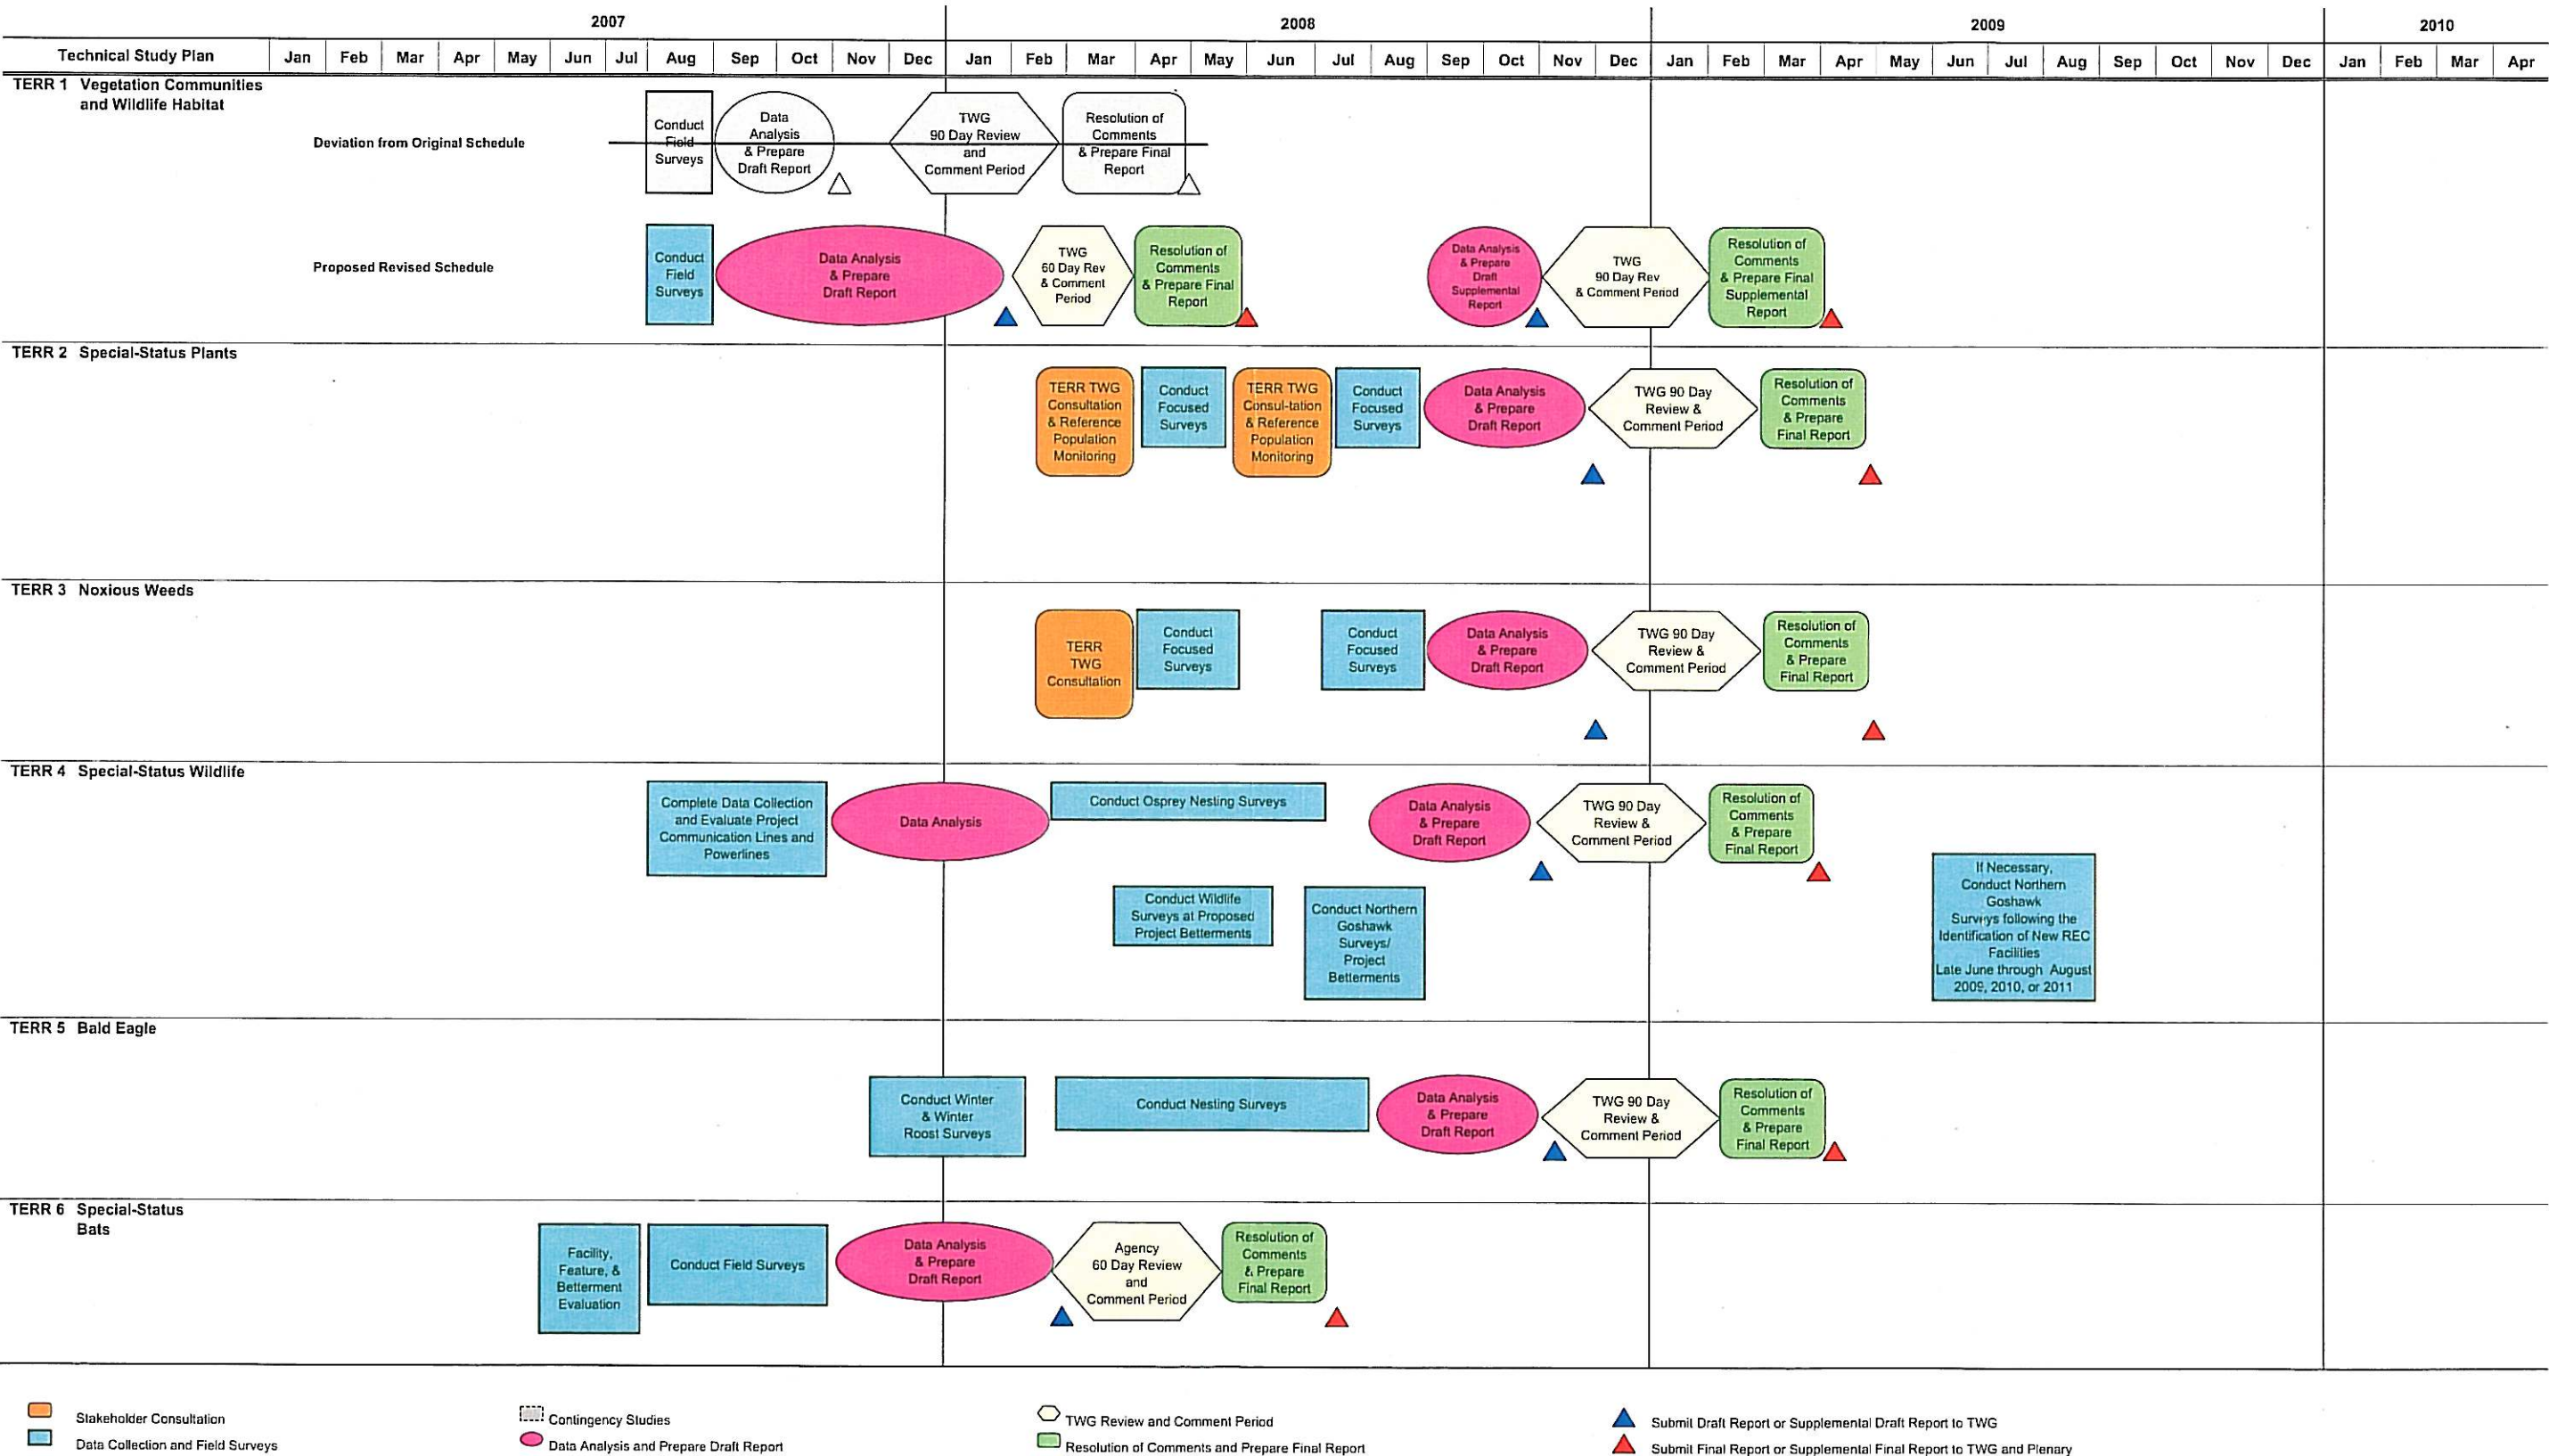 2007
2008
2009
2010
Technical Study Plan Jan Feb Mar Apr May Jun Jul Aug Sep Oct Nov Dec Jan Feb Mar Apr May Jun Jul Aug Sep Oct Nov Dec Jan Feb Mar Apr May Jun Jul Aug Sep Oct Nov Dec Jan Feb Mar Apr
TERR 1 Vegetation Communities
and Wildlife Habitat
Deviation from Original Schedule
Conduct
Field
Surveys
Data
Analysis
& Prepare
Draft Report
TWG
90 Day Review
and
Comment Period
Resolution of
Comments
& Prepare Final
Report
Proposed Revised Schedule
Conduct
Field
Surveys
Data Analysis
& Prepare
Draft Report
TWG
60 Day Rev
& Comment
Period
Resolution of
Comments
& Prepare Final
Report
Data Analysis
& Prepare
Draft
Supplemental
Report
TWG
90 Day Rev
& Comment Period
Resolution of
Comments
& Prepare Final
Supplemental
Report
TERR 2 Special-Status Plants
TERR TWG
Consultation
& Reference
Population
Monitoring
Conduct
Focused
Surveys
TERR TWG
Consul-tation
& Reference
Population
Monitoring
Conduct
Focused
Surveys
Data Analysis
& Prepare
Draft Report
TWG 90 Day
Review &
Comment Period
Resolution of
Comments
& Prepare
Final Report
TERR 3 Noxious Weeds
TERR
TWG
Consultation
Conduct
Focused
Surveys
Conduct
Focused
Surveys
Data Analysis
& Prepare
Draft Report
TWG 90 Day
Review &
Comment Period
Resolution of
Comments
& Prepare
Final Report
TERR 4 Special-Status Wildlife
Complete Data Collection
and Evaluate Project
Communication Lines and
Powerlines
Data Analysis
Conduct Osprey Nesting Surveys
Data Analysis
& Prepare
Draft Report
TWG 90 Day
Review &
Comment Period
Resolution of
Comments
& Prepare
Final Report
Conduct Wildlife
Surveys at Proposed
Project Betterments
Conduct Northern
Goshawk
Surveys/
Project
Betterments
If Necessary,
Conduct Northern
Goshawk
Surveys following the
Identification of New REC
Facilities
Late June through August
2009, 2010, or 2011
TERR 5 Bald Eagle
Conduct Winter
& Winter
Roost Surveys
Conduct Nesting Surveys
Data Analysis
& Prepare
Draft Report
TWG 90 Day
Review &
Comment Period
Resolution of
Comments
& Prepare
Final Report
TERR 6 Special-Status
Bats
Facility,
Feature, &
Betterment
Evaluation
Conduct Field Surveys
Data Analysis
& Prepare
Draft Report
Agency
60 Day Review
and
Comment Period
Resolution of
Comments
& Prepare
Final Report
Stakeholder Consultation
Contingency Studies
TWG Review and Comment Period
Submit Draft Report or Supplemental Draft Report to TWG
Data Collection and Field Surveys
Data Analysis and Prepare Draft Report
Resolution of Comments and Prepare Final Report
Submit Final Report or Supplemental Final Report to TWG and Plenary